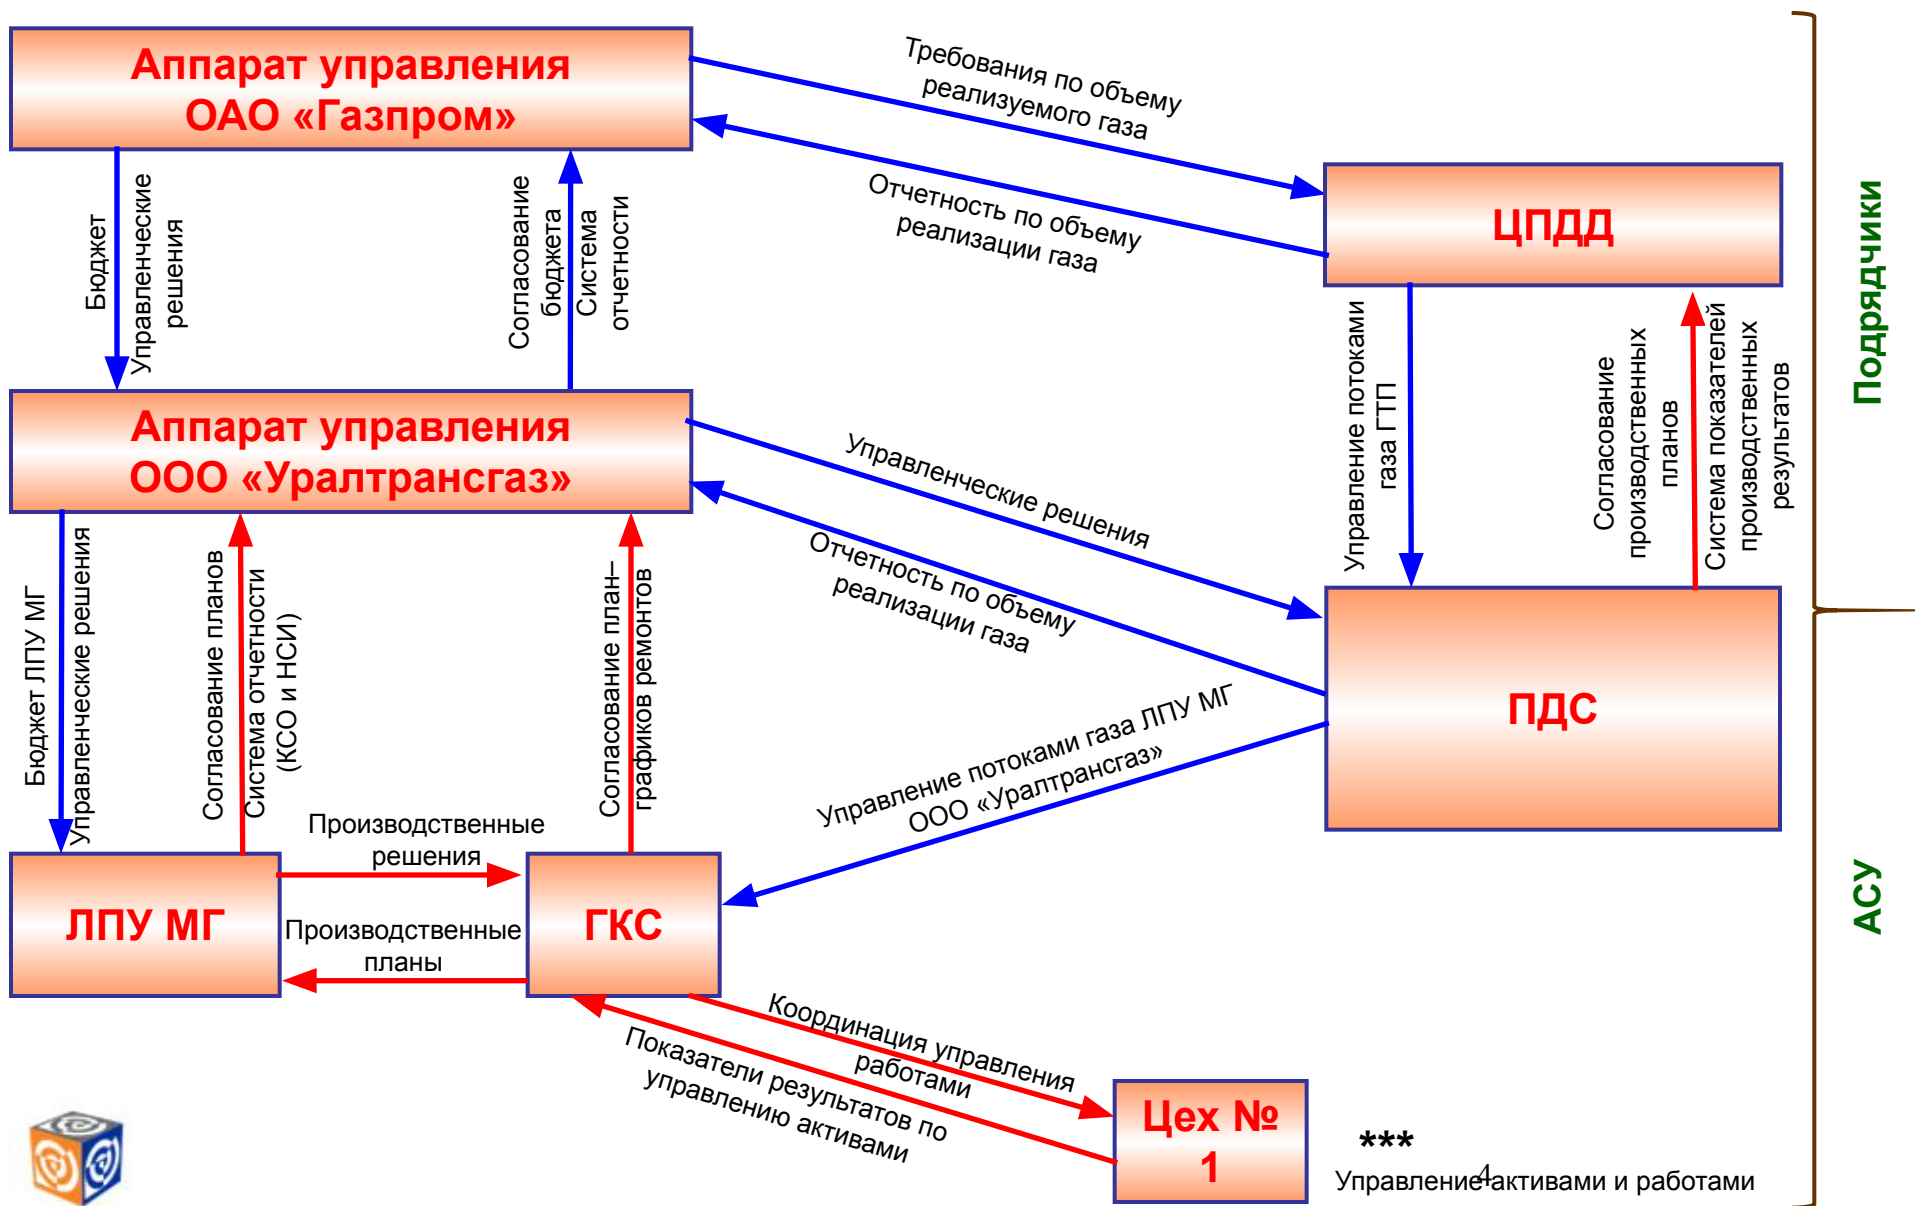 Аппарат управления
ОАО «Газпром»
Требования по объему
реализуемого газа
Отчетность по объему
реализации газа
ЦПДД
Подрядчики
Бюджет
Управленческие
решения
Согласование
бюджета
Система
отчетности
Управление потоками
газа ГТП
Согласование
производственных
планов
Система показателей
производственных
результатов
Аппарат управления
ООО «Уралтрансгаз»
Управленческие решения
Отчетность по объему
реализации газа
Бюджет ЛПУ МГ
Управленческие решения
Согласование планов
Система отчетности
(КСО и НСИ)
Согласование план–
графиков ремонтов
Управление потоками газа ЛПУ МГ
ООО «Уралтрансгаз»
ПДС
АСУ
Производственные
решения
ЛПУ МГ
Производственные
планы
ГКС
Координация управления
работами
Показатели результатов по
управлению активами
Цех №
1
***
Управление активами и работами
4